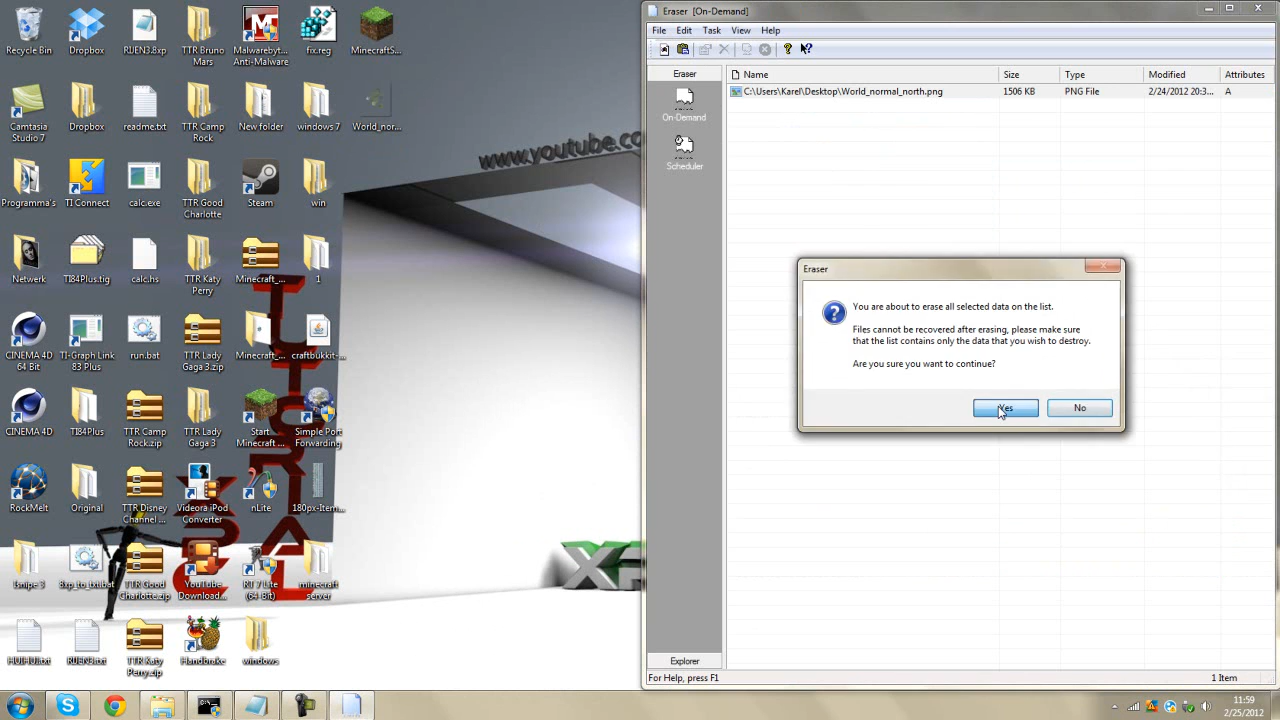 Recycle Bin
Dropbox
RIJEN3.8xp
TTR Bruno
Mars
Malwarebyt...
Anti-Malware
fix.reg
MinecraftS...
Camtasia
Studio 7
Dropbox
readme.txt
TTR Camp
Rock
New folder
windows 7
World_nor...
Programma's
TI Connect
calc.exe
TTR Good
Charlotte
Steam
win
Netwerk
TI84Plus.tig
calc.hs
TTR Katy
Perry
Minecraft_...
1
CINEMA 4D
64 Bit
TI-Graph Link
83 Plus
run.bat
TTR Lady
Gaga 3.zip
Minecraft_...
craftbukkit-...
CINEMA 4D
TI84Plus
TTR Camp
Rock.zip
TTR Lady
Gaga 3
Start
Minecraft ...
Simple Port
Forwarding
RockMelt
Original
TTR Disney
Channel ...
Videora iPod
Converter
nLite
180px-Item...
Isnipe 3
8xp_to_txt.bat
TTR Good
Charlotte.zip
YouTube
Download...
RT 7 Lite
(64 Bit)
minecraft
server
RIJEN3.txt
TTR Katy
Perry.zip
Handbrake
windows
www.youtube.co
Eraser [On-Demand]
File Edit Task View Help
Eraser
On-Demand
Scheduler
Explorer
Name Size Type Modified Attributes
C:\Users\Karel\Desktop\World_normal_north.png 1506 KB PNG File 2/24/2012 20:3... A
Eraser
You are about to erase all selected data on the list.
Files cannot be recovered after erasing, please make sure
that the list contains only the data that you wish to destroy.
Are you sure you want to continue?
Yes No
For Help, press F1 1 Item
11:59
2/25/2012